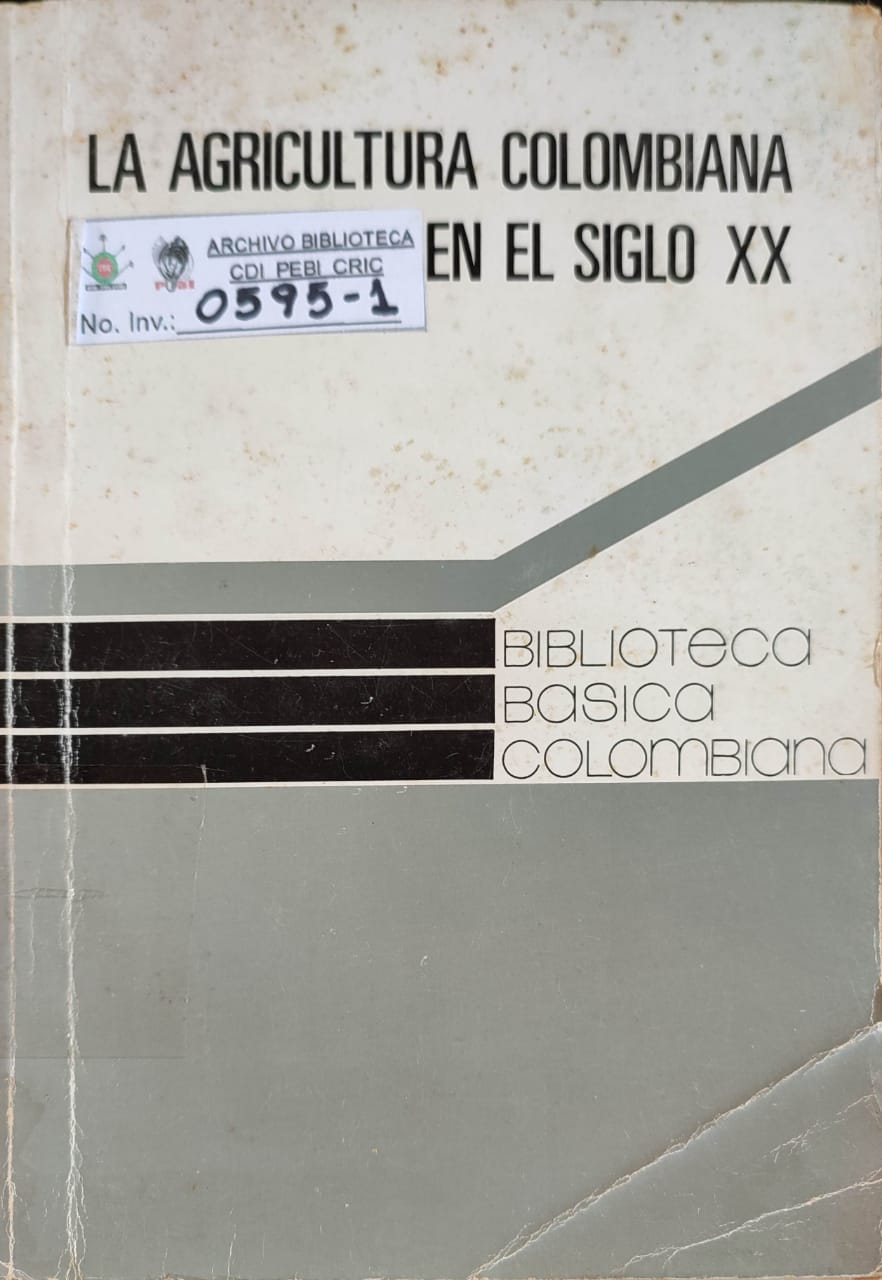 LA AGRICULTURA COLOMBIANA
EN EL SIGLO XX
ARCHIVO BIBLIOTECA
CDI PEBI CRIC
No. Inv.: 0595-1
BIBLIOTeCa
Basica
COLOMBIana